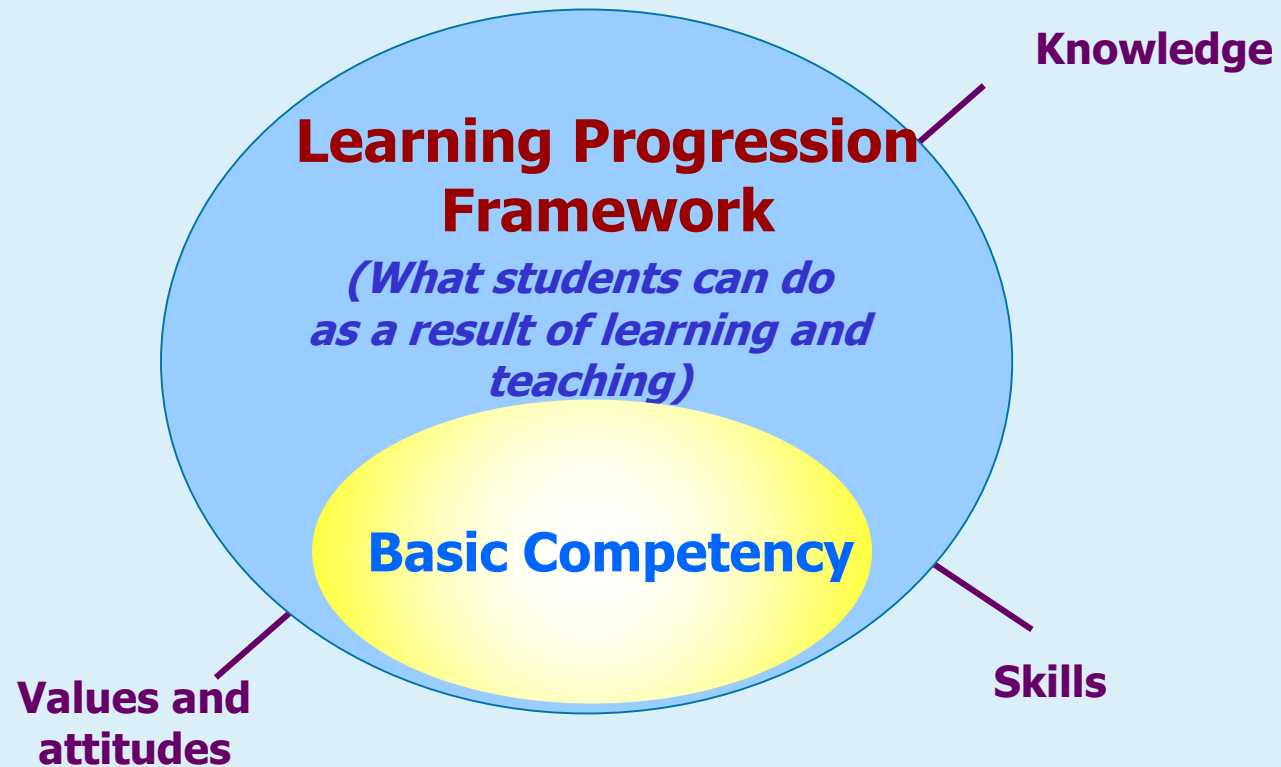 Knowledge
Learning Progression
Framework
(What students can do
as a result of learning and
teaching)
Basic Competency
Skills
Values and
attitudes